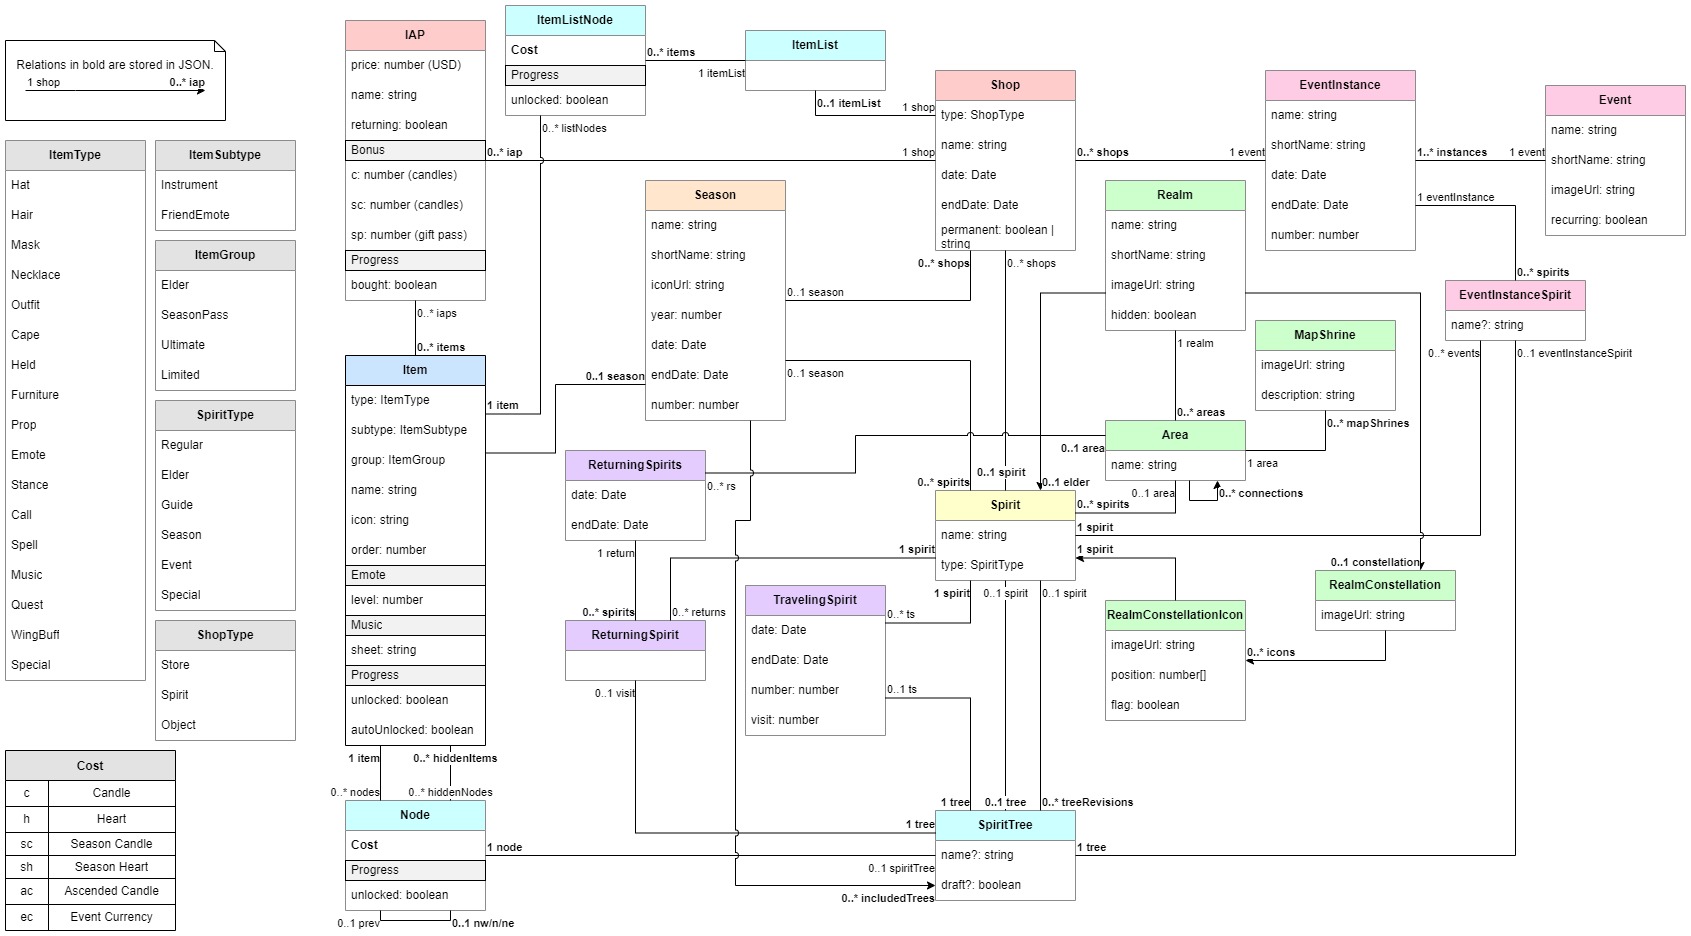 Relations in bold are stored in JSON.
1 shop
0..* iap
ItemType
Hat
Hair
Mask
Necklace
Outfit
Cape
Held
Furniture
Prop
Emote
Stance
Call
Spell
Music
Quest
WingBuff
Special
ItemSubtype
Instrument
FriendEmote
ItemGroup
Elder
SeasonPass
Ultimate
Limited
SpiritType
Regular
Elder
Guide
Season
Event
Special
ShopType
Store
Spirit
Object
Cost
c Candle
h Heart
sc Season Candle
sh Season Heart
ac Ascended Candle
ec Event Currency
IAP
price: number (USD)
name: string
returning: boolean
Bonus
c: number (candles)
sc: number (candles)
sp: number (gift pass)
Progress
bought: boolean
0..* iap
1 shop
0..* iaps
0..* items
Item
type: ItemType
subtype: ItemSubtype
group: ItemGroup
name: string
icon: string
order: number
Emote
level: number
Music
sheet: string
Progress
unlocked: boolean
autoUnlocked: boolean
1 item
0..* hiddenItems
0..* nodes
0..* hiddenNodes
Node
Cost
Progress
unlocked: boolean
0..1 prev
0..1 nw/n/ne
1 node
0..1 spiritTree
ItemListNode
Cost
Progress
unlocked: boolean
0..* listNodes
1 item
0..* items
1 itemList
ItemList
0..1 itemList
1 shop
Shop
type: ShopType
name: string
date: Date
endDate: Date
permanent: boolean |
string
0..* shops
1 event
0..* shops
0..* shops
Season
name: string
shortName: string
iconUrl: string
year: number
date: Date
endDate: Date
number: number
0..1 season
0..1 season
0..1 season
EventInstance
name: string
shortName: string
date: Date
endDate: Date
number: number
1..* instances
1 event
1 eventInstance
0..* spirits
Event
name: string
shortName: string
imageUrl: string
recurring: boolean
EventInstanceSpirit
name?: string
0..* events
0..1 eventInstanceSpirit
Realm
name: string
shortName: string
imageUrl: string
hidden: boolean
1 realm
0..* areas
MapShrine
imageUrl: string
description: string
0..* mapShrines
Area
name: string
0..1 area
1 area
0..1 area
0..* connections
ReturningSpirits
date: Date
endDate: Date
0..* rs
1 return
0..* spirits
0..* returns
ReturningSpirit
0..1 visit
1 tree
0..* spirits
0..1 spirit
0..1 elder
0..* spirits
Spirit
name: string
type: SpiritType
1 spirit
1 spirit
1 spirit
1 spirit
0..1 spirit
0..1 spirit
TravelingSpirit
date: Date
endDate: Date
number: number
visit: number
0..* ts
0..1 ts
RealmConstellationIcon
imageUrl: string
position: number[]
flag: boolean
0..* icons
0..1 constellation
RealmConstellation
imageUrl: string
1 tree
0..1 tree
0..* treeRevisions
SpiritTree
name?: string
draft?: boolean
1 tree
0..* includedTrees